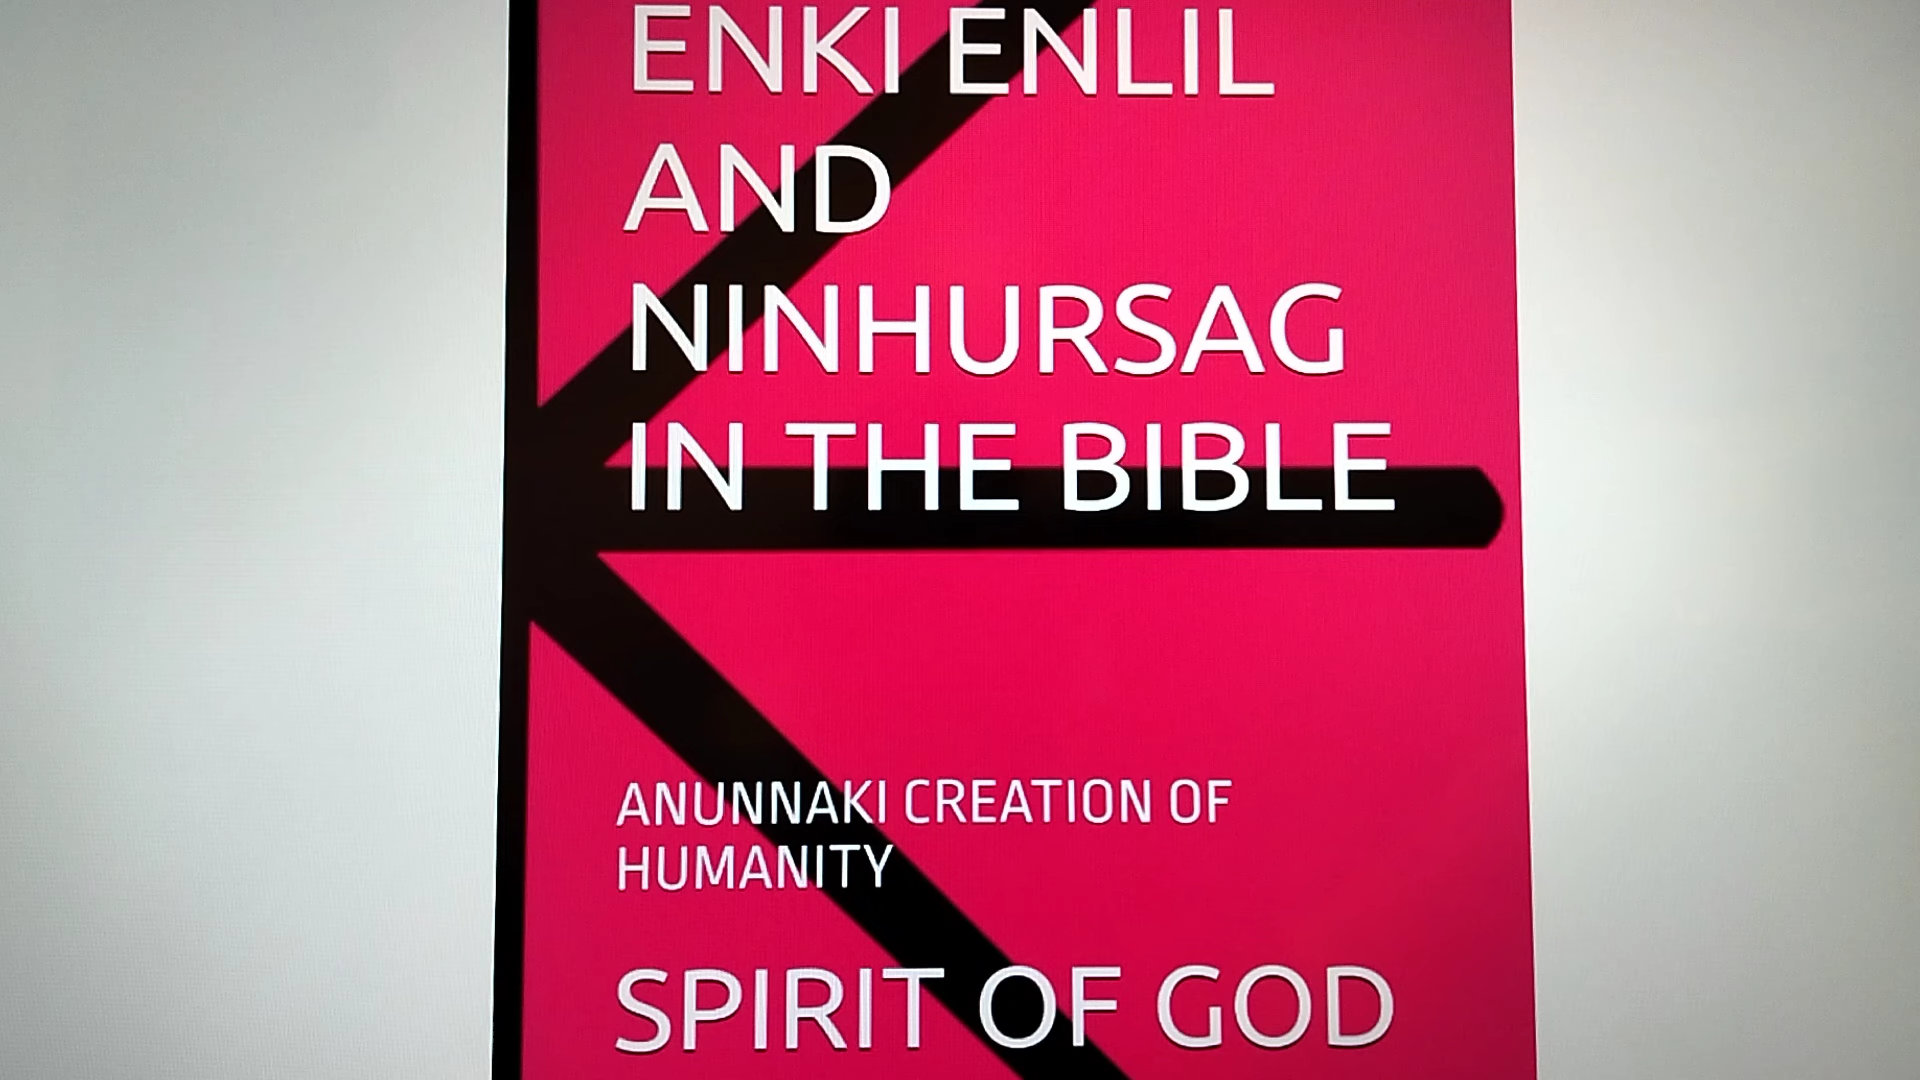 ENKI ENLIL
AND
NINHURSAG
IN THE BIBLE
ANUNNAKI CREATION OF
HUMANITY
SPIRIT OF GOD